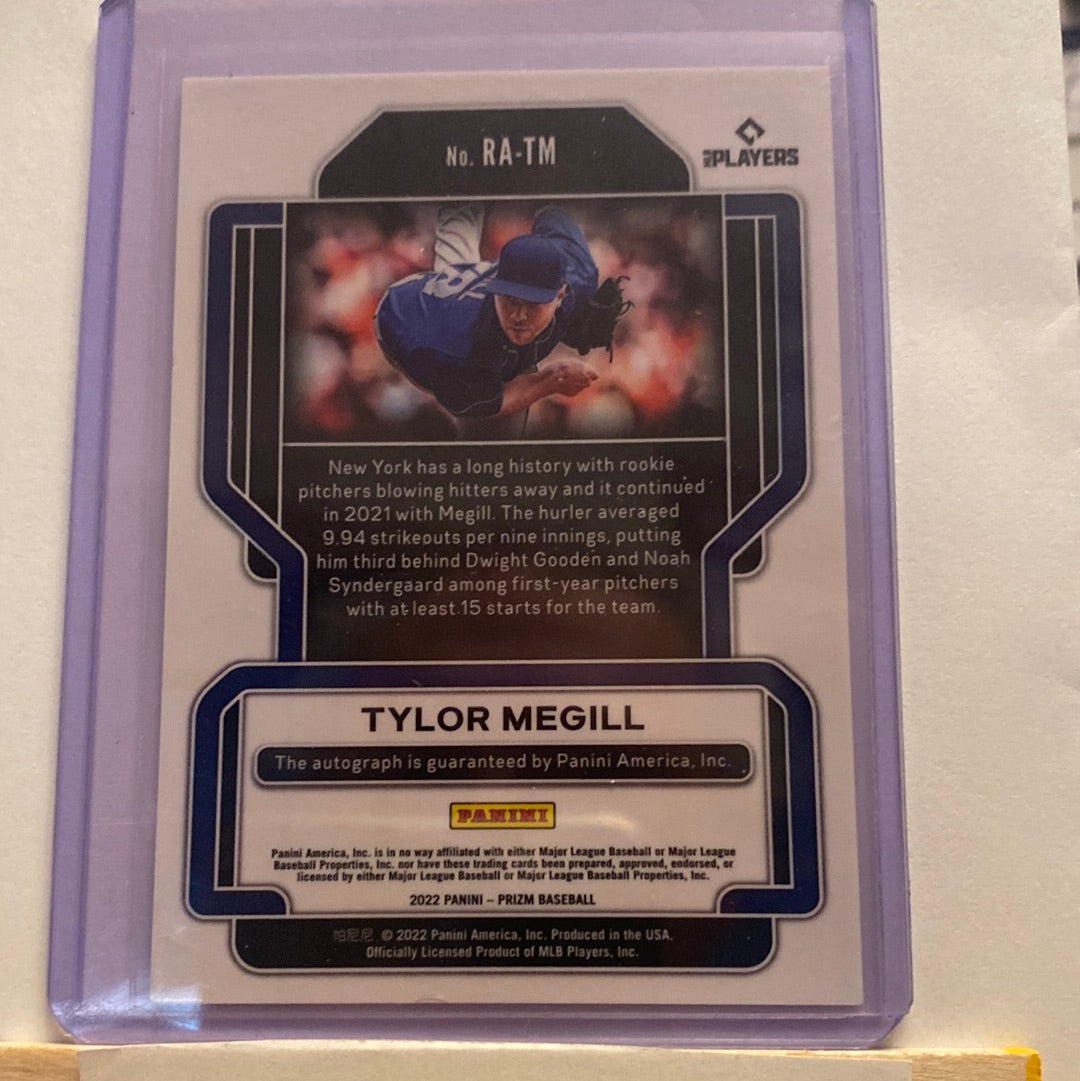 No. RA-TM
MLB PLAYERS
New York has a long history with rookie
pitchers blowing hitters away and it continued
in 2021 with Megill. The hurler averaged
9.94 strikeouts per nine innings, putting
him third behind Dwight Gooden and Noah
Syndergaard among first-year pitchers
with at least 15 starts for the team.
TYLOR MEGILL
The autograph is guaranteed by Panini America, Inc.
PANINI
Panini America, Inc. is in no way affiliated with either Major League Baseball or Major League
Baseball Properties, Inc. nor have these trading cards been prepared, approved, endorsed, or
licensed by either Major League Baseball or Major League Baseball Properties, Inc.
2022 PANINI – PRIZM BASEBALL
帕尼尼 © 2022 Panini America, Inc. Produced in the USA.
Officially Licensed Product of MLB Players, Inc.